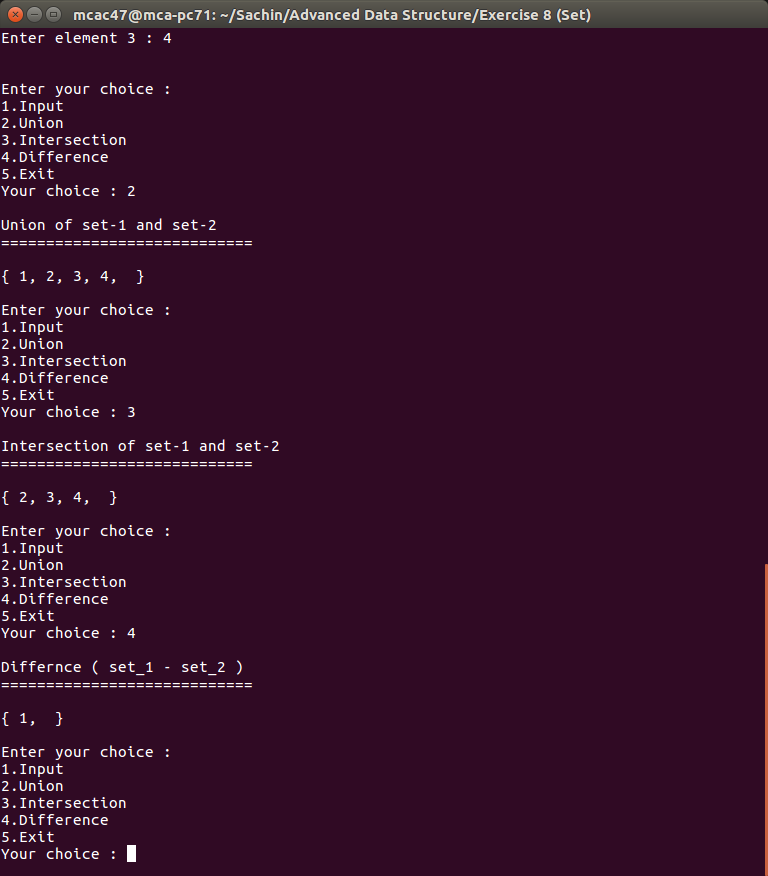 mcac47@mca-pc71: ~/Sachin/Advanced Data Structure/Exercise 8 (Set)
Enter element 3 : 4
Enter your choice :
1.Input
2.Union
3.Intersection
4.Difference
5.Exit
Your choice : 2
Union of set-1 and set-2
============================
{ 1, 2, 3, 4,  }
Enter your choice :
1.Input
2.Union
3.Intersection
4.Difference
5.Exit
Your choice : 3
Intersection of set-1 and set-2
============================
{ 2, 3, 4,  }
Enter your choice :
1.Input
2.Union
3.Intersection
4.Difference
5.Exit
Your choice : 4
Differnce ( set_1 - set_2 )
============================
{ 1,  }
Enter your choice :
1.Input
2.Union
3.Intersection
4.Difference
5.Exit
Your choice :